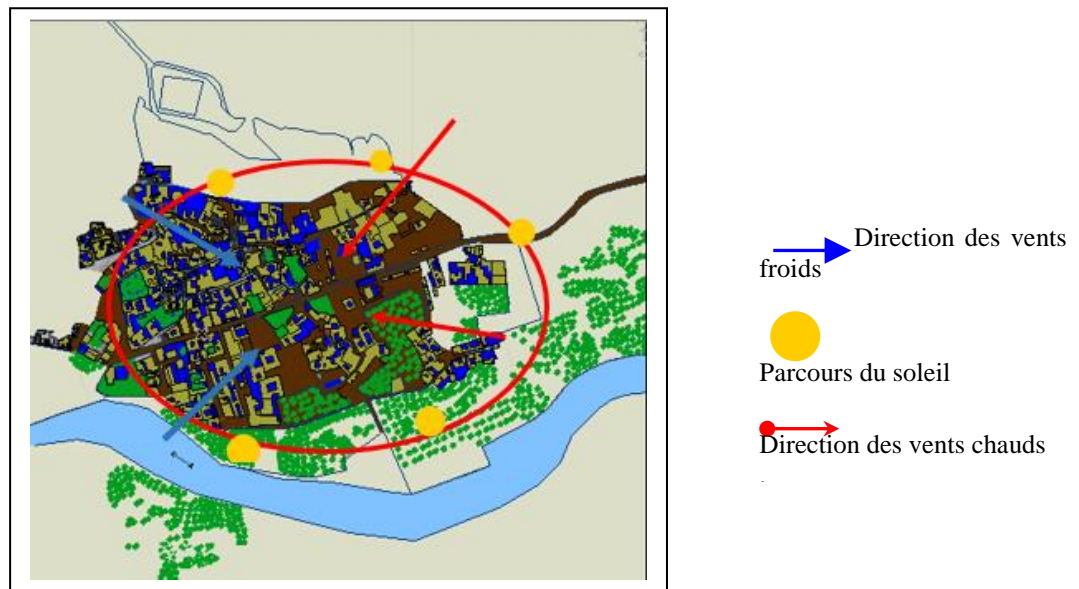 Direction des vents
froids
Parcours du soleil
Direction des vents chauds
.